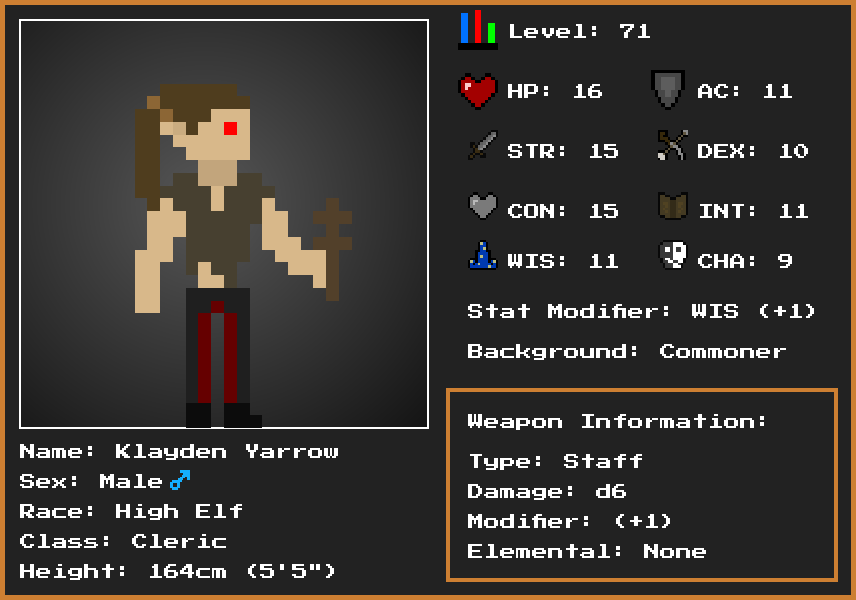 Level: 71
HP: 16 AC: 11
STR: 15 DEX: 10
CON: 15 INT: 11
WIS: 11 CHA: 9
Stat Modifier: WIS (+1)
Background: Commoner
Weapon Information:
Type: Staff
Damage: d6
Modifier: (+1)
Elemental: None
Name: Klayden Yarrow
Sex: Male♂
Race: High Elf
Class: Cleric
Height: 164cm (5'5")